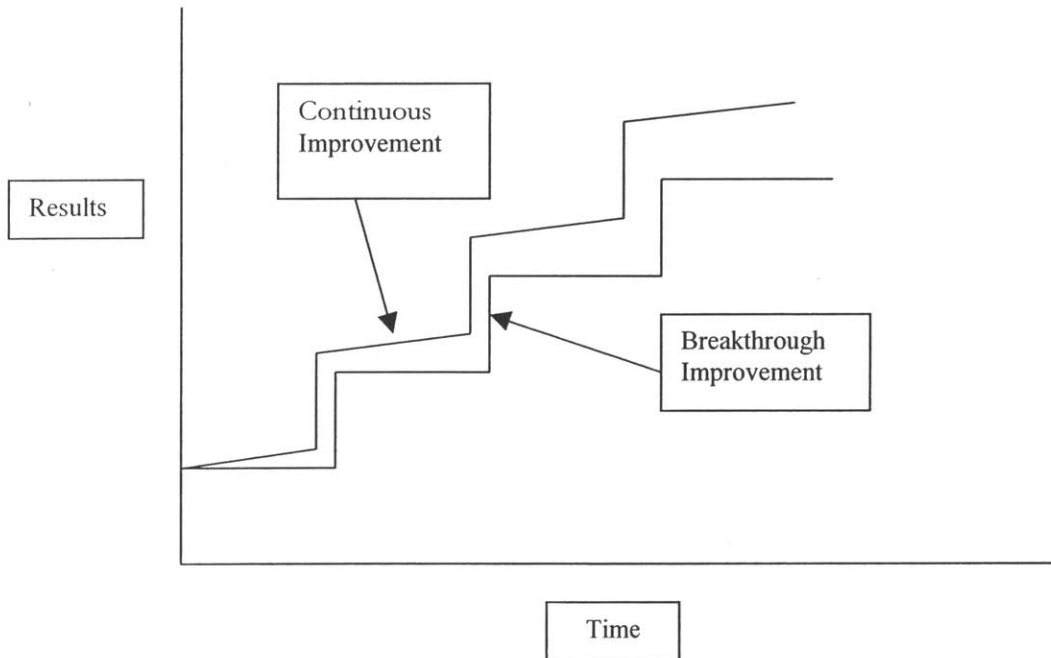 Continuous
Improvement
Results
Breakthrough
Improvement
Time